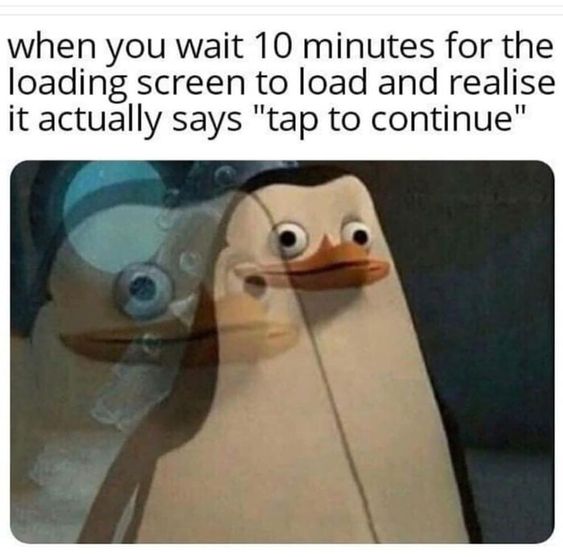 when you wait 10 minutes for the
loading screen to load and realise
it actually says "tap to continue"